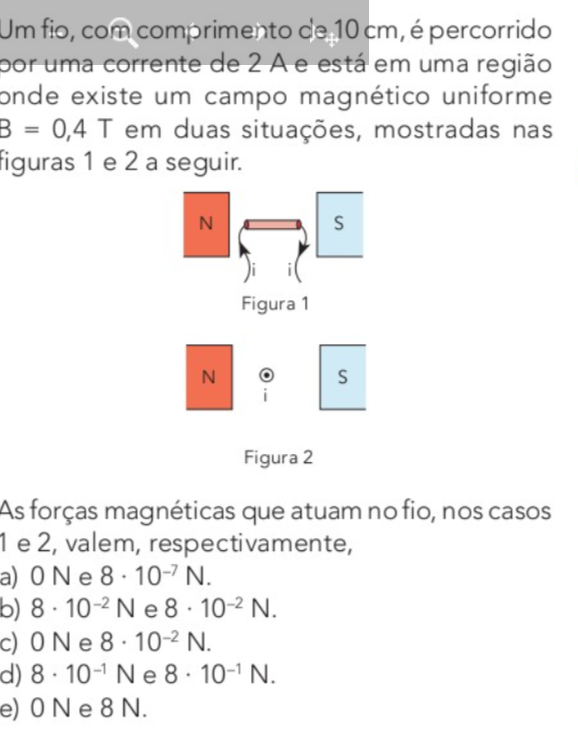 Um fio, com comprimento de 10 cm, é percorrido
por uma corrente de 2 A e está em uma região
onde existe um campo magnético uniforme
B = 0,4 T em duas situações, mostradas nas
figuras 1 e 2 a seguir.
N S
i i
Figura 1
N S
i
Figura 2
As forças magnéticas que atuam no fio, nos casos
1 e 2, valem, respectivamente,
a) 0 N e 8 · 10⁻⁷ N.
b) 8 · 10⁻² N e 8 · 10⁻² N.
c) 0 N e 8 · 10⁻² N.
d) 8 · 10⁻¹ N e 8 · 10⁻¹ N.
e) 0 N e 8 N.